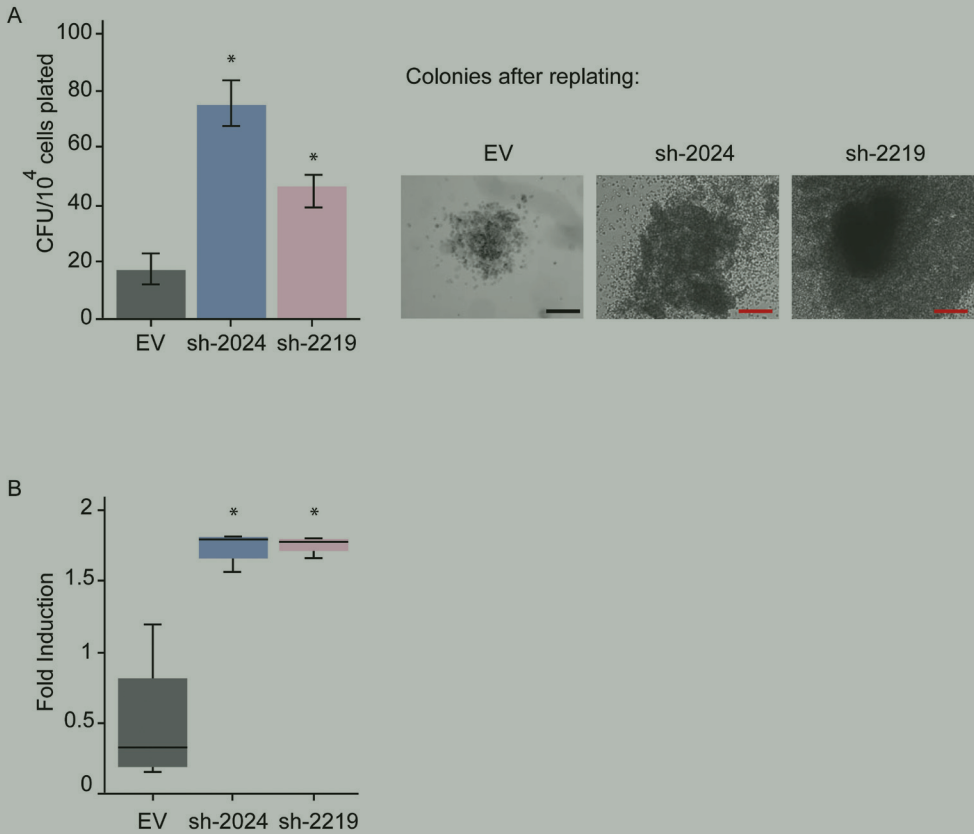 A
CFU/10^4 cells plated
100
80
60
40
20
0
*
*
EV
sh-2024
sh-2219
Colonies after replating:
EV
sh-2024
sh-2219
B
Fold Induction
2
1.5
1
0.5
0
*
*
EV
sh-2024
sh-2219